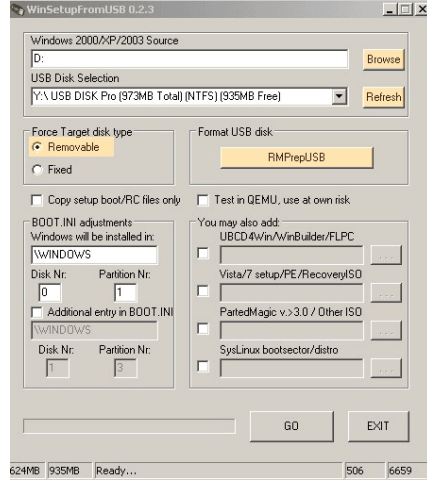 WinSetupFromUSB 0.2.3
Windows 2000/XP/2003 Source
D:
Browse
USB Disk Selection
Y:\ USB DISK Pro (973MB Total) (NTFS) (935MB Free)
Refresh
Force Target disk type
Removable
Fixed
Format USB disk
RMPrepUSB
Copy setup boot/RC files only
Test in QEMU, use at own risk
BOOT.INI adjustments
Windows will be installed in:
\WINDOWS
Disk Nr: Partition Nr:
0 1
Additional entry in BOOT.INI
\WINDOWS
Disk Nr: Partition Nr:
1 3
You may also add:
UBCD4Win/WinBuilder/FLPC
...
Vista/7 setup/PE/RecoveryISO
...
PartedMagic v.>3.0 / Other ISO
...
SysLinux bootsector/distro
...
GO
EXIT
624MB 935MB Ready... 506 6659